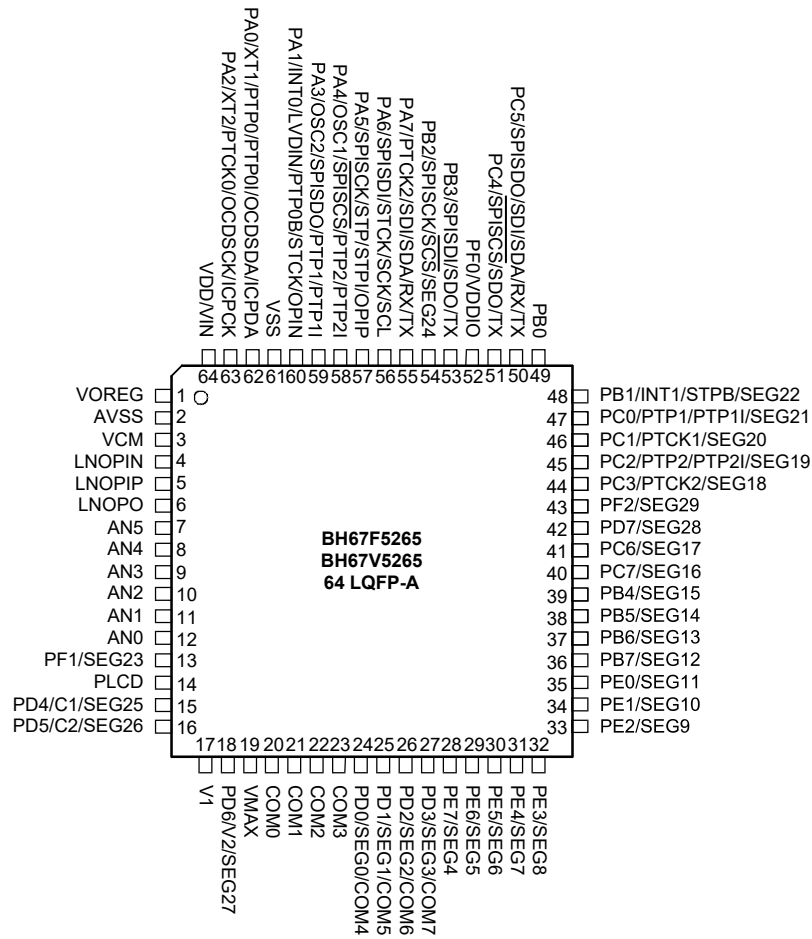 VDD/VIN
PA2/XT2/PTCK0/OCDSCK/ICPCK
PA0/XT1/PTP0/PTP0I/OCDSDA/ICPDA
VSS
PA1/INT0/LVDIN/PTP0B/STCK/OPIN
PA3/OSC2/SPISDO/PTP1/PTP1I
PA4/OSC1/SPISCS/PTP2/PTP2I
PA5/SPISCK/STP/STPI/OPIP
PA6/SPISDI/STCK/SCK/SCL
PA7/PTCK2/SDI/SDA/RX/TX
PB2/SPISCK/SCS/SEG24
PB3/SPISDI/SDO/TX
PF0/VDDIO
PC4/SPISCS/SDO/TX
PC5/SPISDO/SDI/SDA/RX/TX
PB0
64 63 62 61 60 59 58 57 56 55 54 53 52 51 50 49
VOREG 1
AVSS 2
VCM 3
LNOPIN 4
LNOPIP 5
LNOPO 6
AN5 7
AN4 8
AN3 9
AN2 10
AN1 11
AN0 12
PF1/SEG23 13
PLCD 14
PD4/C1/SEG25 15
PD5/C2/SEG26 16
BH67F5265
BH67V5265
64 LQFP-A
48 PB1/INT1/STPB/SEG22
47 PC0/PTP1/PTP1I/SEG21
46 PC1/PTCK1/SEG20
45 PC2/PTP2/PTP2I/SEG19
44 PC3/PTCK2/SEG18
43 PF2/SEG29
42 PD7/SEG28
41 PC6/SEG17
40 PC7/SEG16
39 PB4/SEG15
38 PB5/SEG14
37 PB6/SEG13
36 PB7/SEG12
35 PE0/SEG11
34 PE1/SEG10
33 PE2/SEG9
17 18 19 20 21 22 23 24 25 26 27 28 29 30 31 32
V1
PD6/V2/SEG27
VMAX
COM0
COM1
COM2
COM3
PD0/SEG0/COM4
PD1/SEG1/COM5
PD2/SEG2/COM6
PD3/SEG3/COM7
PE7/SEG4
PE6/SEG5
PE5/SEG6
PE4/SEG7
PE3/SEG8